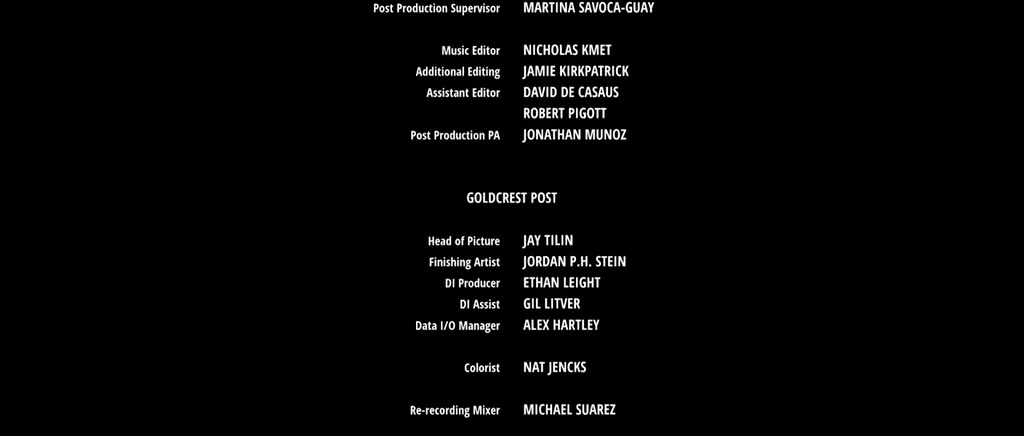 Post Production Supervisor MARTINA SAVOCA-GUAY
Music Editor NICHOLAS KMET
Additional Editing JAMIE KIRKPATRICK
Assistant Editor DAVID DE CASAUS
ROBERT PIGOTT
Post Production PA JONATHAN MUNOZ
GOLDCREST POST
Head of Picture JAY TILIN
Finishing Artist JORDAN P.H. STEIN
DI Producer ETHAN LEIGHT
DI Assist GIL LITVER
Data I/O Manager ALEX HARTLEY
Colorist NAT JENCKS
Re-recording Mixer MICHAEL SUAREZ